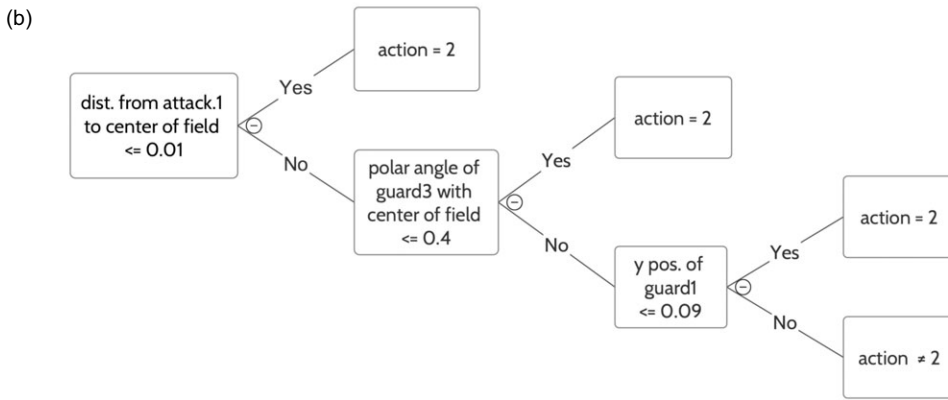 (b)
action = 2
dist. from attack.1
to center of field
<= 0.01
Yes
No
action = 2
polar angle of
guard3 with
center of field
<= 0.4
Yes
No
action = 2
y pos. of
guard1
<= 0.09
Yes
No
action ≠ 2